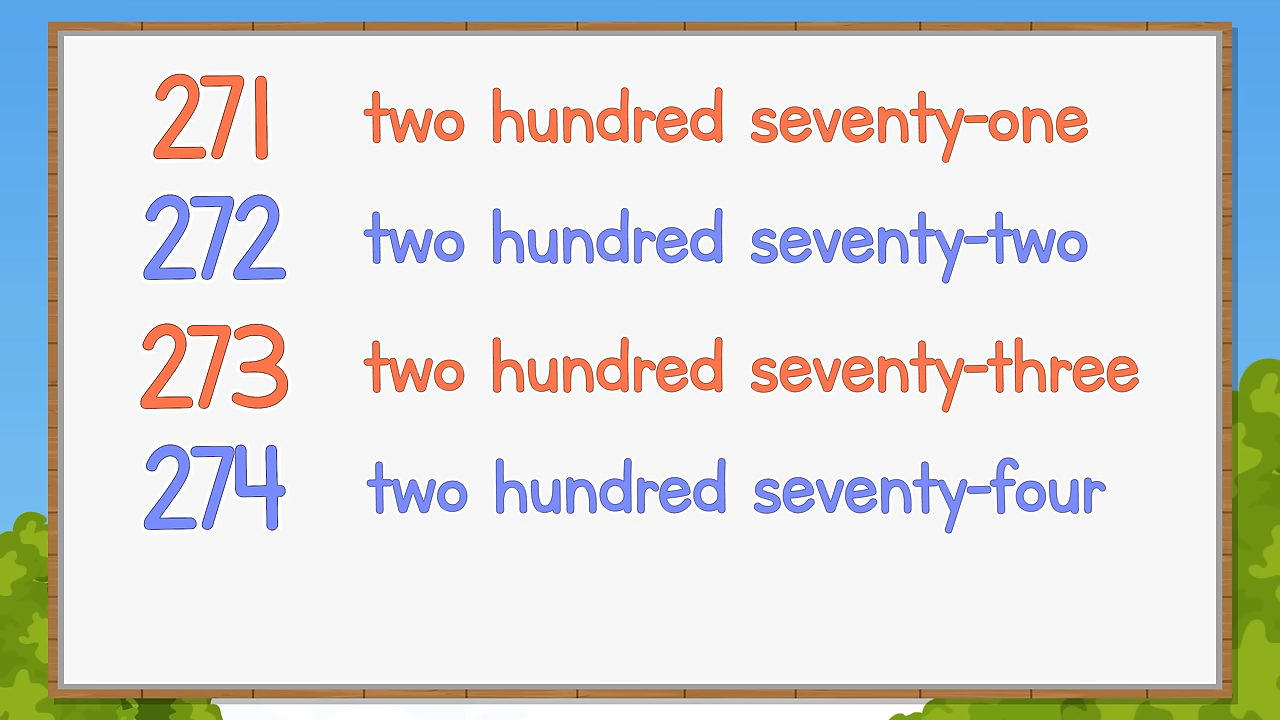 271 two hundred seventy-one
272 two hundred seventy-two
273 two hundred seventy-three
274 two hundred seventy-four